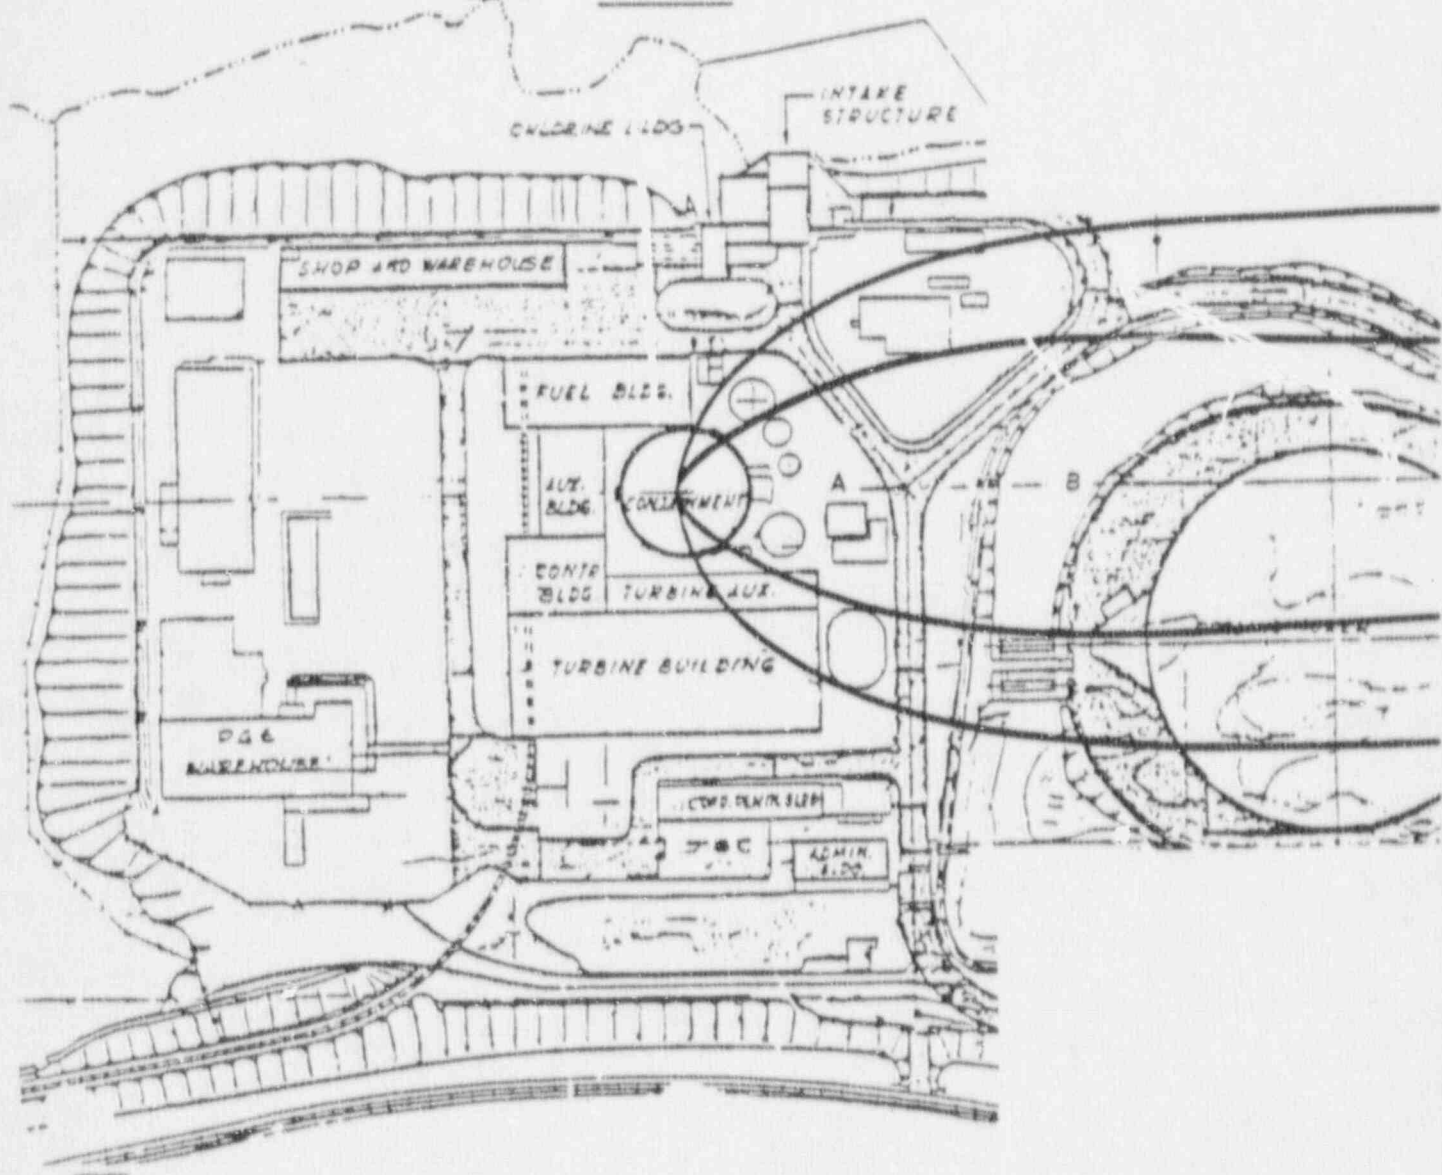 INTAKE
STRUCTURE
CHLORINE BLDG
SHOP AND WAREHOUSE
FUEL BLDG.
AUX.
BLDG.
CONTAINMENT
A
B
CONTR
BLDG.
TURBINE AUX.
TURBINE BUILDING
P.G.E
WAREHOUSE
ADMIN.
BLDG